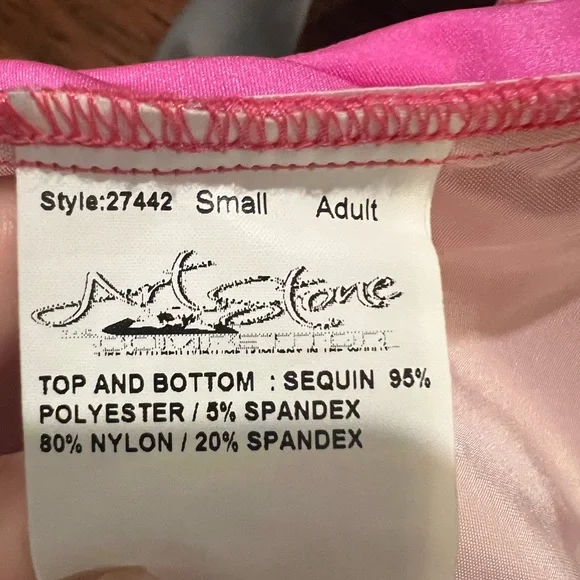 Style:27442 Small Adult
Art Stone
TOP AND BOTTOM : SEQUIN 95%
POLYESTER / 5% SPANDEX
80% NYLON / 20% SPANDEX